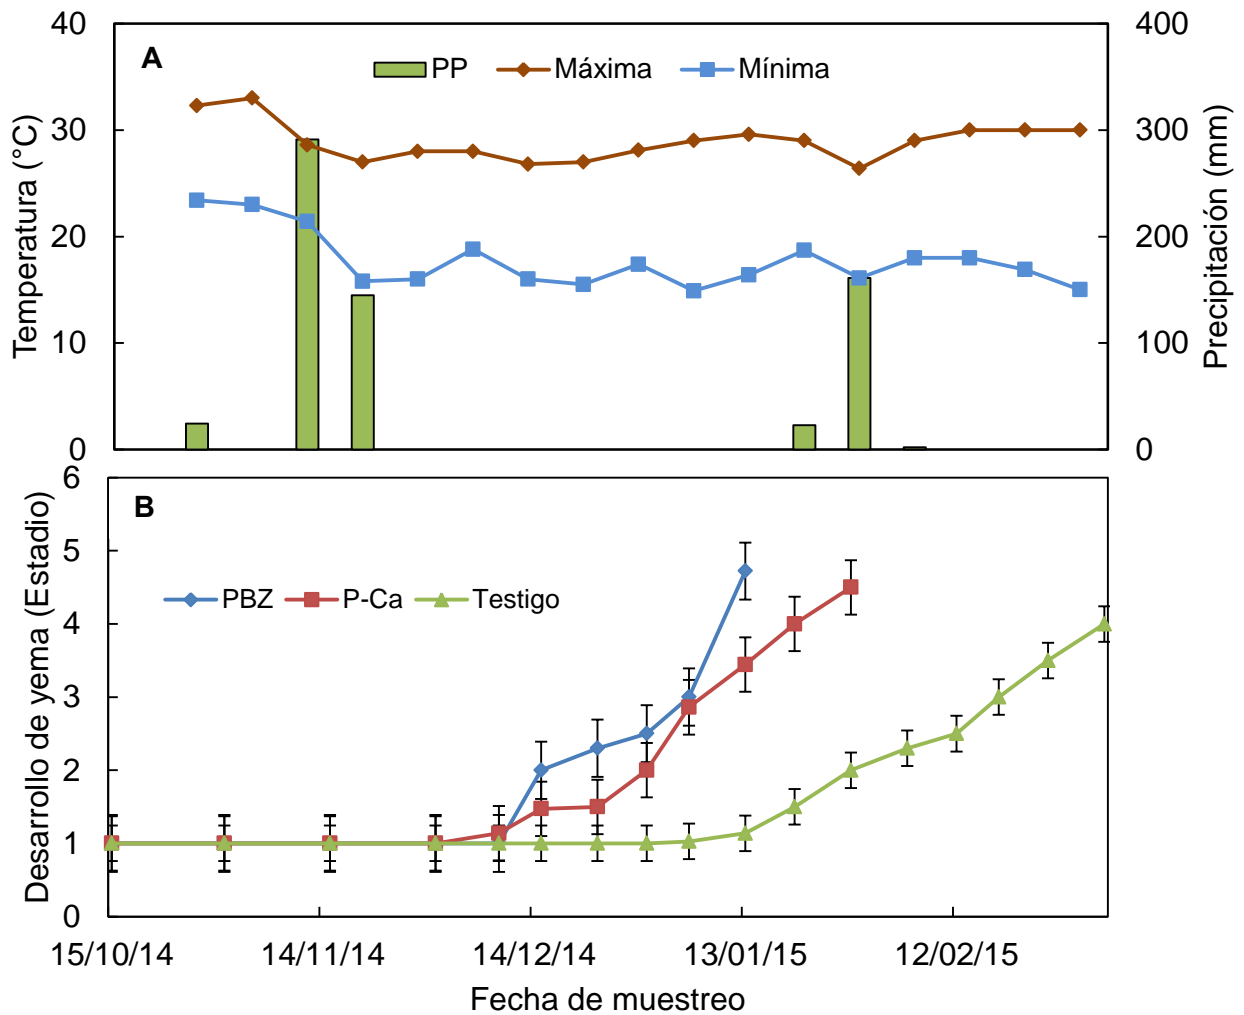 A
PP Máxima Mínima
40
30
20
10
0
Temperatura (°C)
400
300
200
100
0
Precipitación (mm)
B
PBZ P-Ca Testigo
6
5
4
3
2
1
0
Desarrollo de yema (Estadio)
15/10/14 14/11/14 14/12/14 13/01/15 12/02/15
Fecha de muestreo